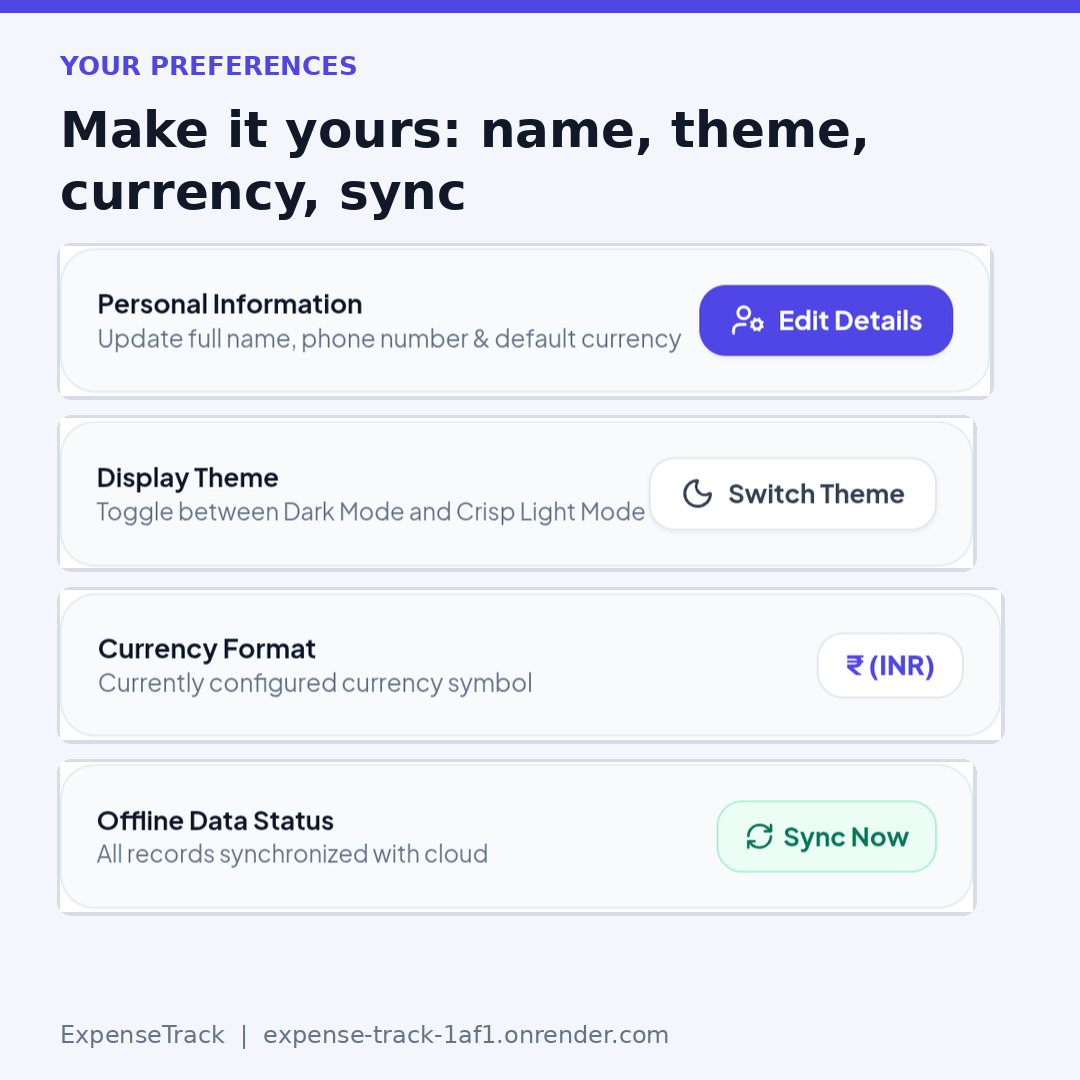 YOUR PREFERENCES
Make it yours: name, theme,
currency, sync
Personal Information
Update full name, phone number & default currency
Edit Details
Display Theme
Toggle between Dark Mode and Crisp Light Mode
Switch Theme
Currency Format
Currently configured currency symbol
₹ (INR)
Offline Data Status
All records synchronized with cloud
Sync Now
ExpenseTrack | expense-track-1af1.onrender.com